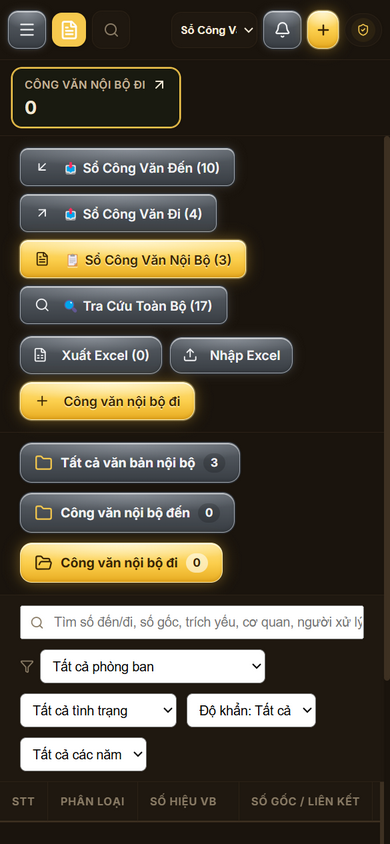 Sổ Công V
CÔNG VĂN NỘI BỘ ĐI
0
Sổ Công Văn Đến (10)
Sổ Công Văn Đi (4)
Sổ Công Văn Nội Bộ (3)
Tra Cứu Toàn Bộ (17)
Xuất Excel (0) Nhập Excel
Công văn nội bộ đi
Tất cả văn bản nội bộ 3
Công văn nội bộ đến 0
Công văn nội bộ đi 0
Tìm số đến/đi, số gốc, trích yếu, cơ quan, người xử lý
Tất cả phòng ban
Tất cả tình trạng Độ khẩn: Tất cả
Tất cả các năm
STT PHÂN LOẠI SỐ HIỆU VB SỐ GỐC / LIÊN KẾT